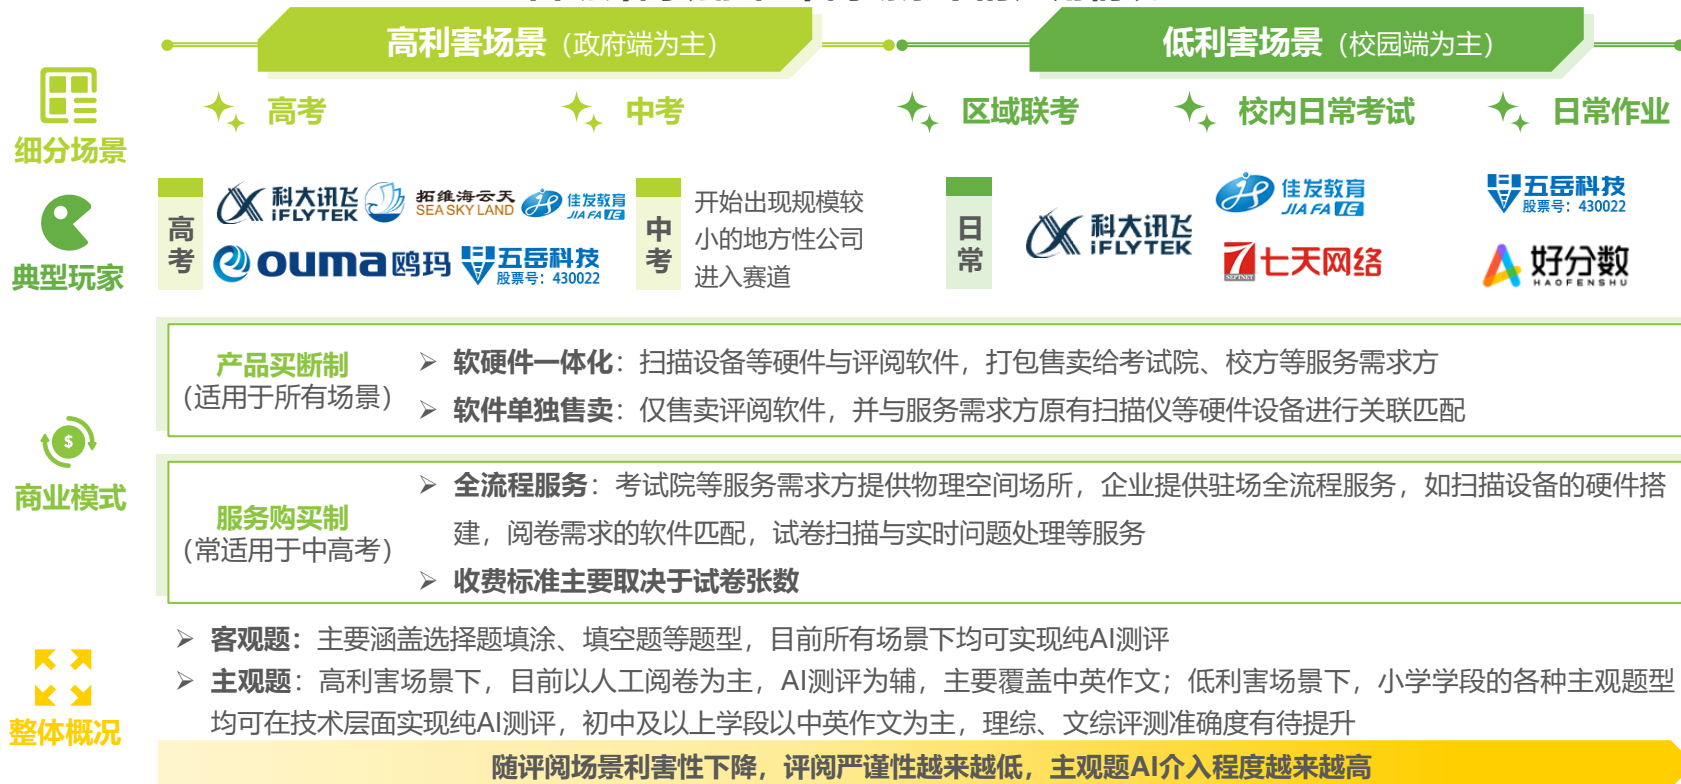 高利害场景（政府端为主）
低利害场景（校园端为主）
细分场景
高考
中考
区域联考
校内日常考试
日常作业
典型玩家
高考
科大讯飞
iFLYTEK
拓维海云天
SEASKYLAND
佳发教育
JIAFA JE
ouma鸥玛
五岳科技
股票号：430022
中考
开始出现规模较
小的地方性公司
进入赛道
日常
科大讯飞
iFLYTEK
佳发教育
JIAFA JE
七天网络
五岳科技
股票号：430022
好分数
HAOFENSHU
商业模式
产品买断制
（适用于所有场景）
➢ 软硬件一体化：扫描设备等硬件与评阅软件，打包售卖给考试院、校方等服务需求方
➢ 软件单独售卖：仅售卖评阅软件，并与服务需求方原有扫描仪等硬件设备进行关联匹配
服务购买制
（常适用于中高考）
➢ 全流程服务：考试院等服务需求方提供物理空间场所，企业提供驻场全流程服务，如扫描设备的硬件搭
建，阅卷需求的软件匹配，试卷扫描与实时问题处理等服务
➢ 收费标准主要取决于试卷张数
整体概况
➢ 客观题：主要涵盖选择题填涂、填空题等题型，目前所有场景下均可实现纯AI测评
➢ 主观题：高利害场景下，目前以人工阅卷为主，AI测评为辅，主要覆盖中英作文；低利害场景下，小学学段的各种主观题型
均可在技术层面实现纯AI测评，初中及以上学段以中英作文为主，理综、文综评测准确度有待提升
随评阅场景利害性下降，评阅严谨性越来越低，主观题AI介入程度越来越高